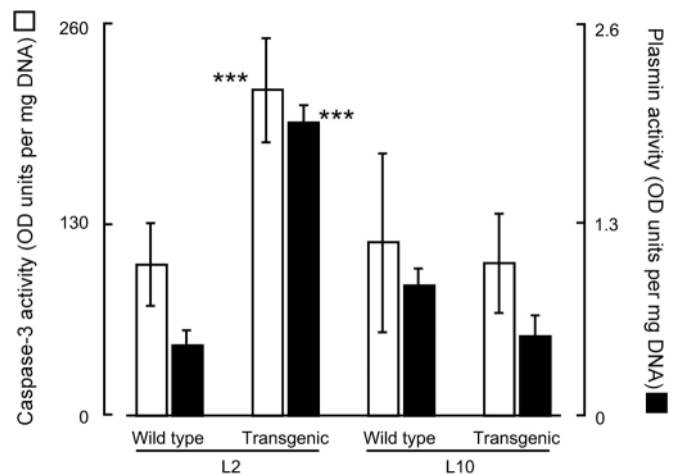 Caspase-3 activity (OD units per mg DNA)
260
130
0
***
***
2.6
1.3
0
Plasmin activity (OD units per mg DNA)
Wild type Transgenic Wild type Transgenic
L2 L10